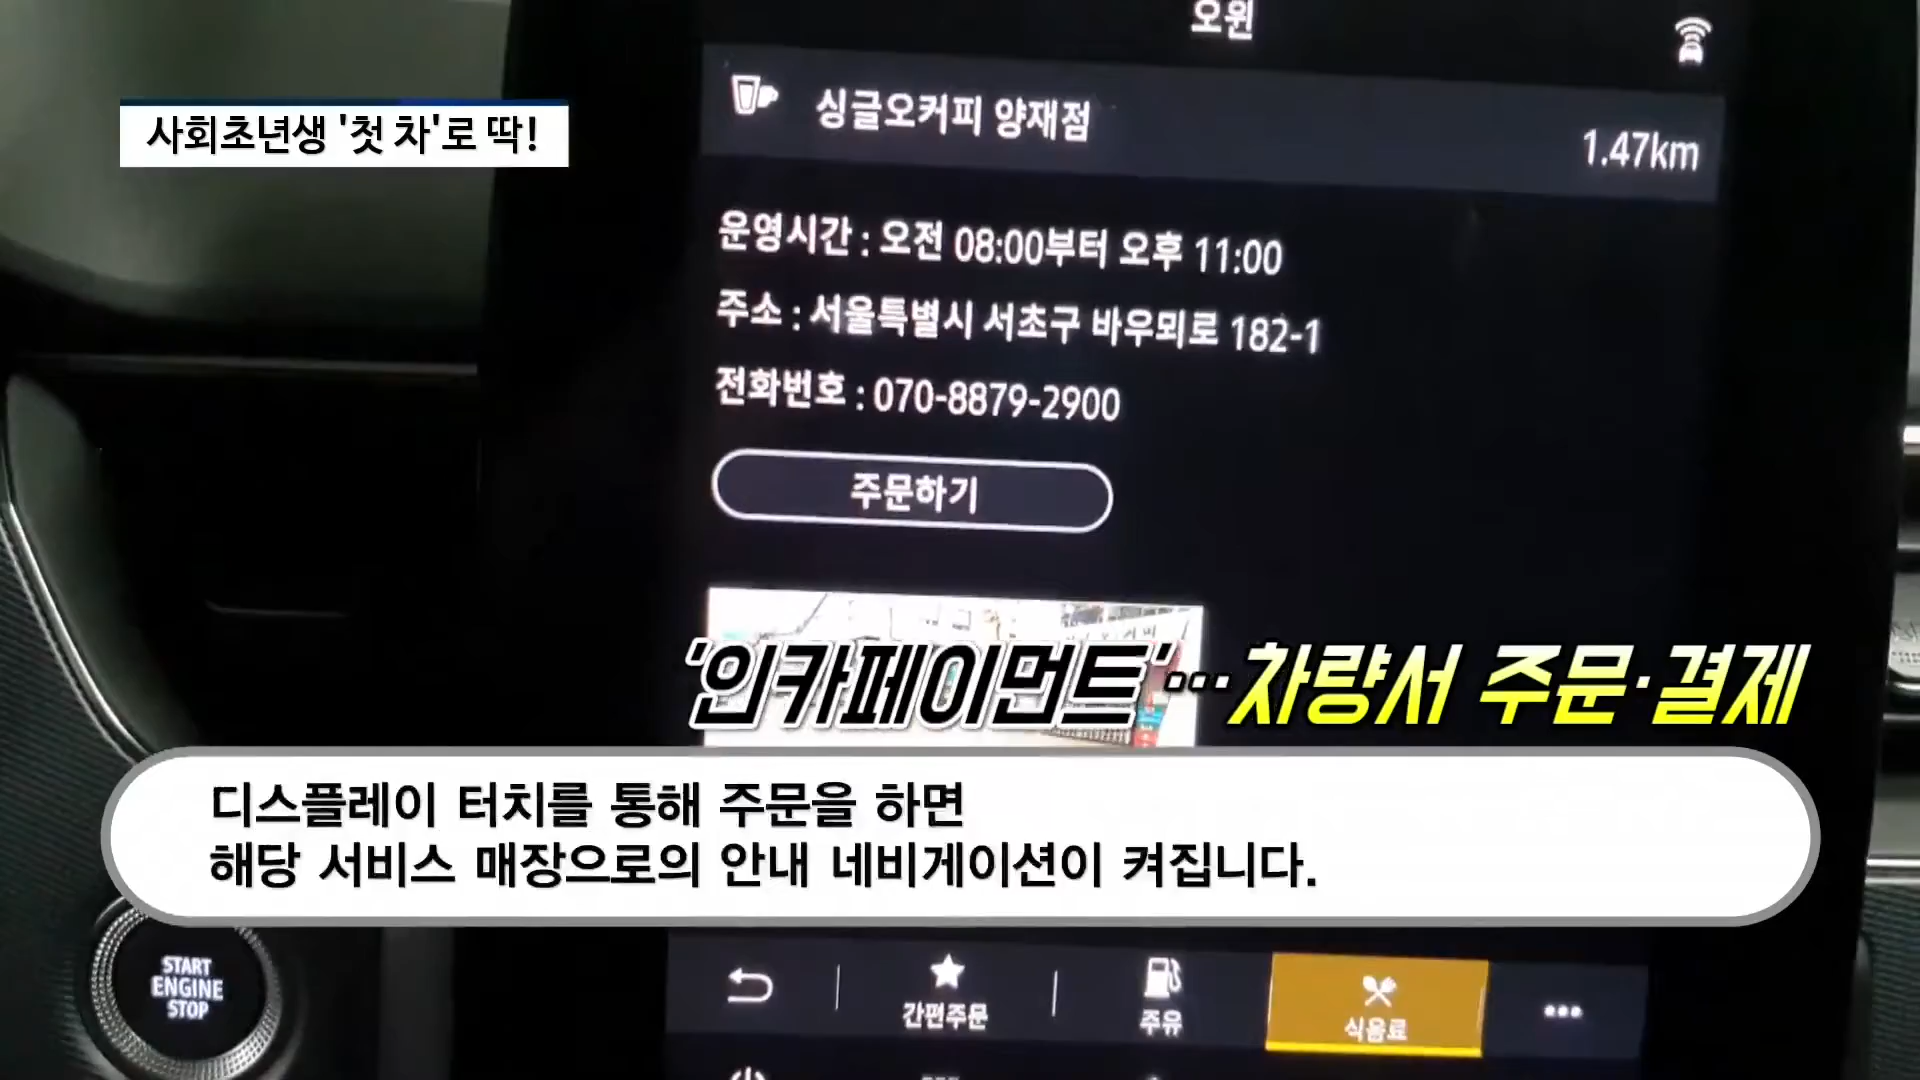 오윈
싱글오커피 양재점
1.47km
사회초년생 '첫 차'로 딱!
운영시간 : 오전 08:00부터 오후 11:00
주소 : 서울특별시 서초구 바우뫼로 182-1
전화번호 : 070-8879-2900
주문하기
'인카페이먼트'…차량서 주문·결제
디스플레이 터치를 통해 주문을 하면
해당 서비스 매장으로의 안내 네비게이션이 켜집니다.
START
ENGINE
STOP
간편주문
주유
식음료